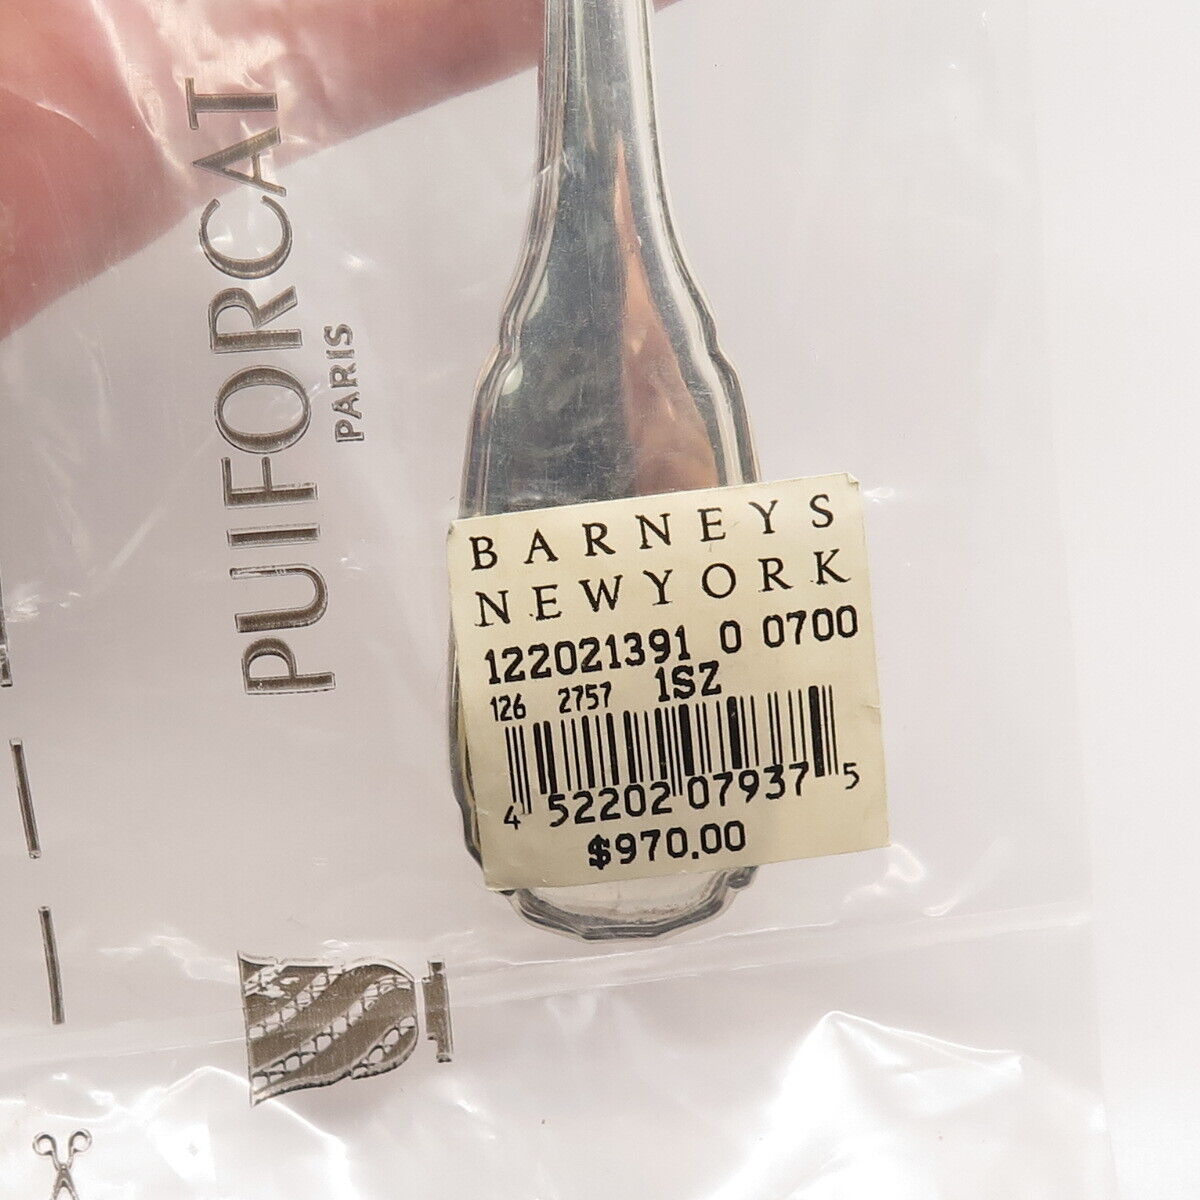 PUIFORCAT
PARIS
BARNEYS
NEWYORK
122021391 0 0700
126 2757 1SZ
4 52202 07937 5
$970.00